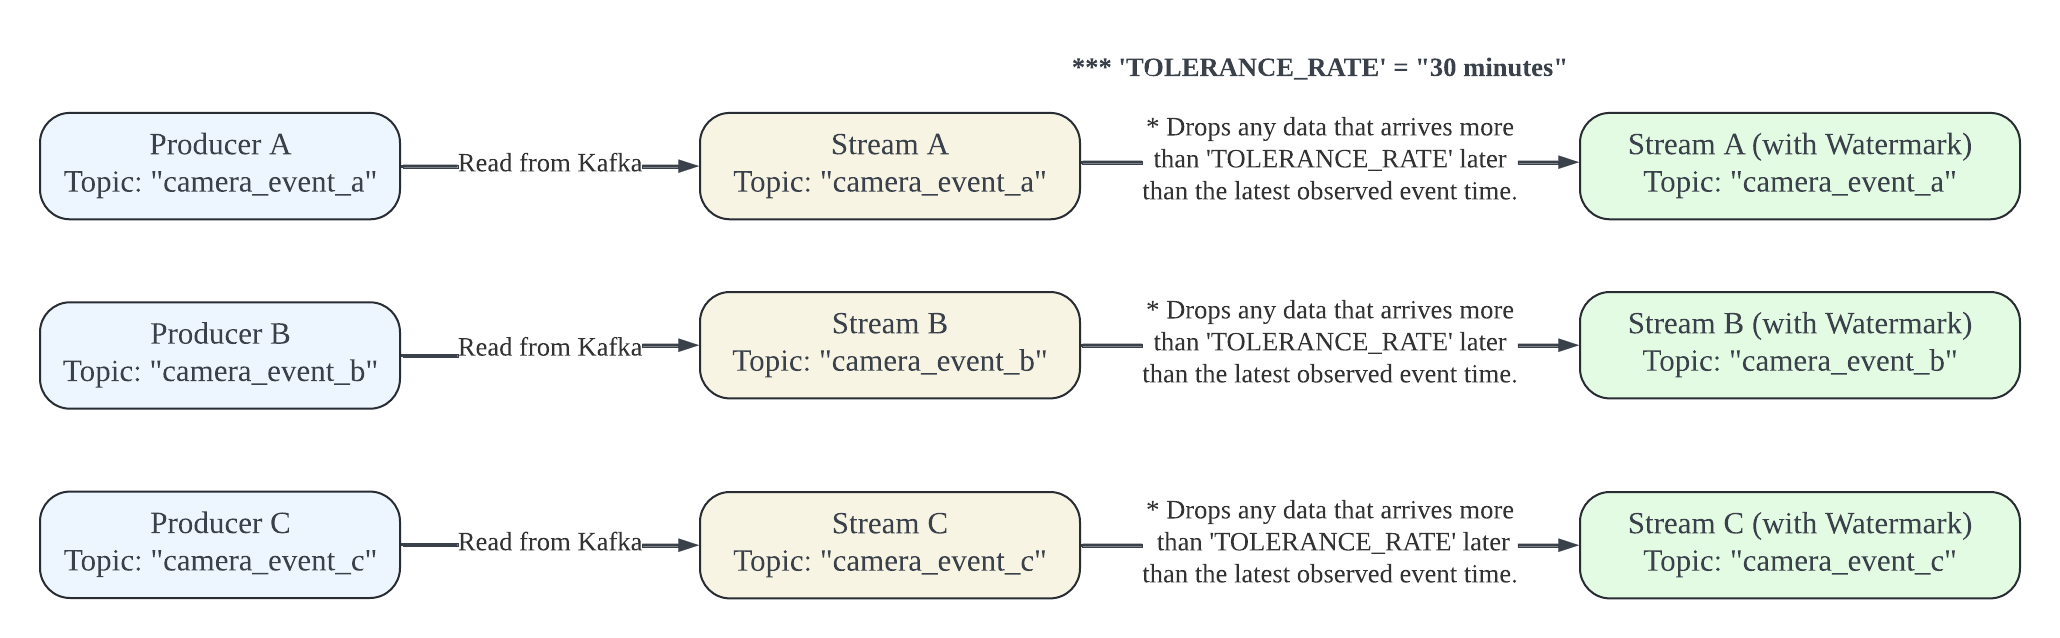 *** 'TOLERANCE_RATE' = "30 minutes"
Producer A
Topic: "camera_event_a"
Read from Kafka
Stream A
Topic: "camera_event_a"
* Drops any data that arrives more
than 'TOLERANCE_RATE' later
than the latest observed event time.
Stream A (with Watermark)
Topic: "camera_event_a"
Producer B
Topic: "camera_event_b"
Read from Kafka
Stream B
Topic: "camera_event_b"
* Drops any data that arrives more
than 'TOLERANCE_RATE' later
than the latest observed event time.
Stream B (with Watermark)
Topic: "camera_event_b"
Producer C
Topic: "camera_event_c"
Read from Kafka
Stream C
Topic: "camera_event_c"
* Drops any data that arrives more
than 'TOLERANCE_RATE' later
than the latest observed event time.
Stream C (with Watermark)
Topic: "camera_event_c"